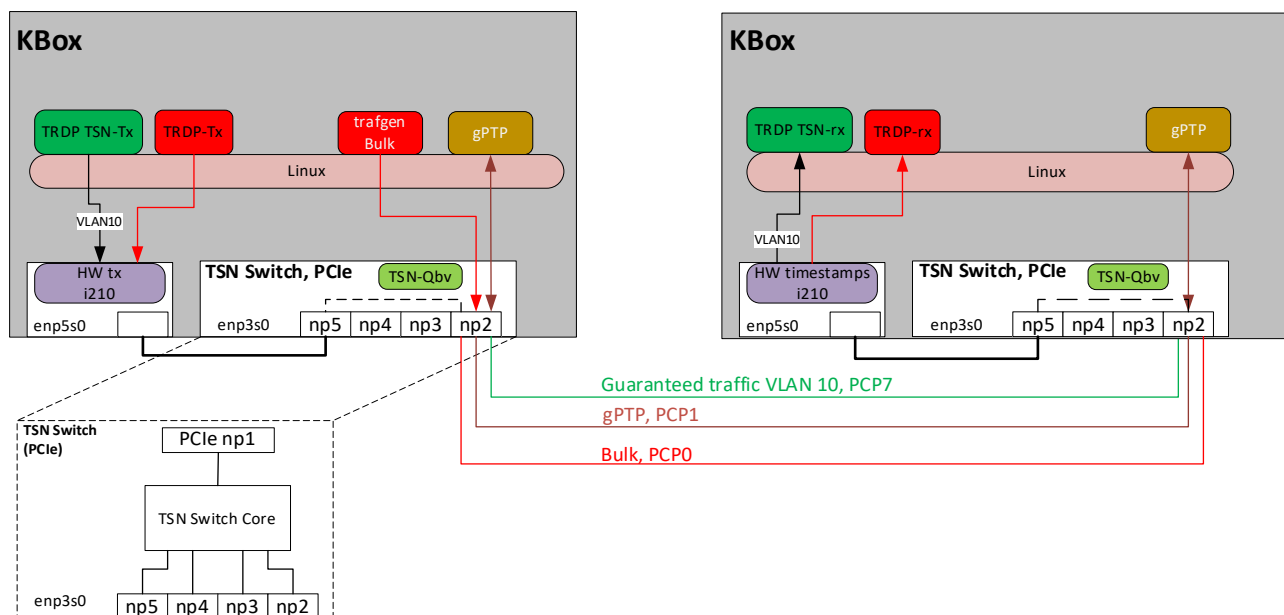 KBox
TRDP TSN-Tx
TRDP-Tx
trafgen
Bulk
gPTP
Linux
VLAN10
HW tx
i210
enp5s0
TSN Switch, PCIe
TSN-Qbv
enp3s0
np5
np4
np3
np2
KBox
TRDP TSN-rx
TRDP-rx
gPTP
Linux
VLAN10
HW timestamps
i210
enp5s0
TSN Switch, PCIe
TSN-Qbv
enp3s0
np5
np4
np3
np2
Guaranteed traffic VLAN 10, PCP7
gPTP, PCP1
Bulk, PCP0
TSN Switch
(PCIe)
PCIe np1
TSN Switch Core
enp3s0
np5
np4
np3
np2